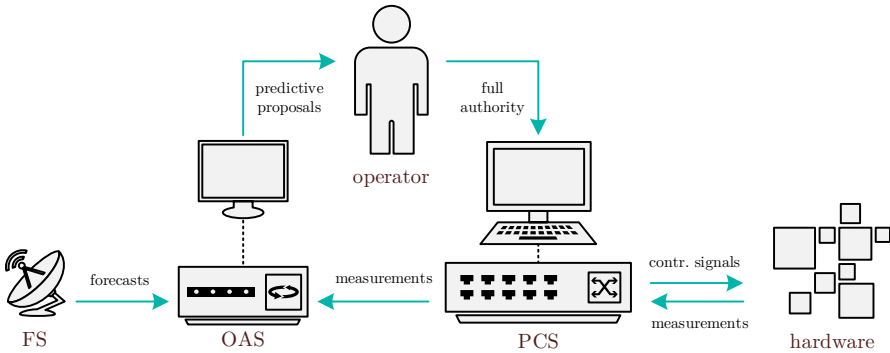 predictive
proposals
full
authority
operator
forecasts
measurements
contr. signals
measurements
FS
OAS
PCS
hardware